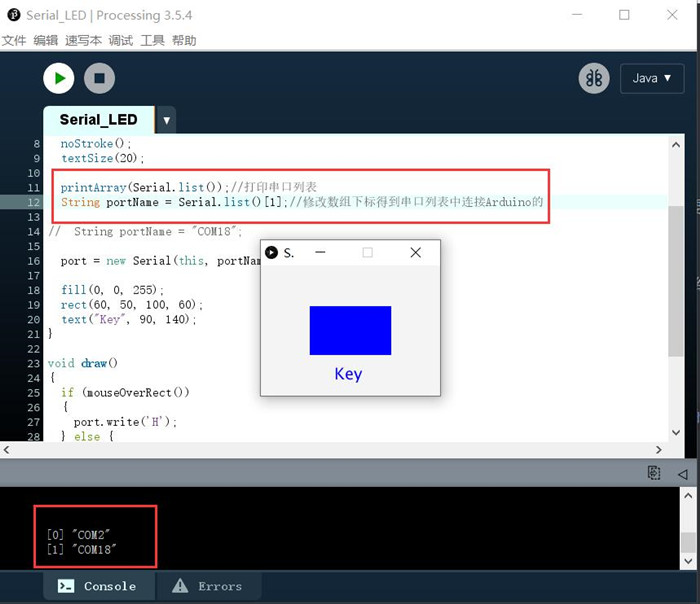 Serial_LED | Processing 3.5.4
文件 编辑 速写本 调试 工具 帮助
Java ▼
Serial_LED ▼
8 noStroke();
9 textSize(20);
10
11 printArray(Serial.list());//打印串口列表
12 String portName = Serial.list()[1];//修改数组下标得到串口列表中连接Arduino的
13
14 // String portName = "COM18";
15
16 port = new Serial(this, portNam
17
18 fill(0, 0, 255);
19 rect(60, 50, 100, 60);
20 text("Key", 90, 140);
21 }
22
23 void draw()
24 {
25 if (mouseOverRect())
26 {
27 port.write('H');
28 } else {
S.
Key
[0] "COM2"
[1] "COM18"
Console Errors